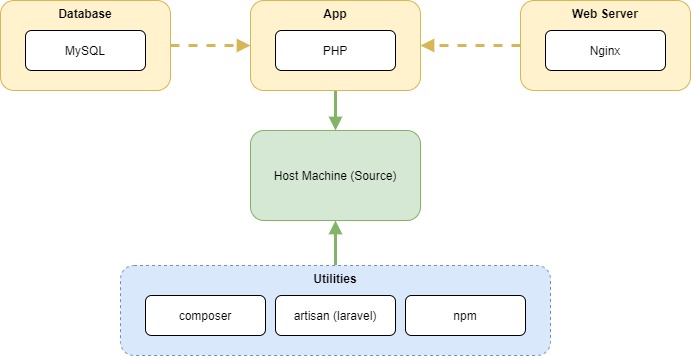 Database
App
Web Server
MySQL
PHP
Nginx
Host Machine (Source)
Utilities
composer
artisan (laravel)
npm